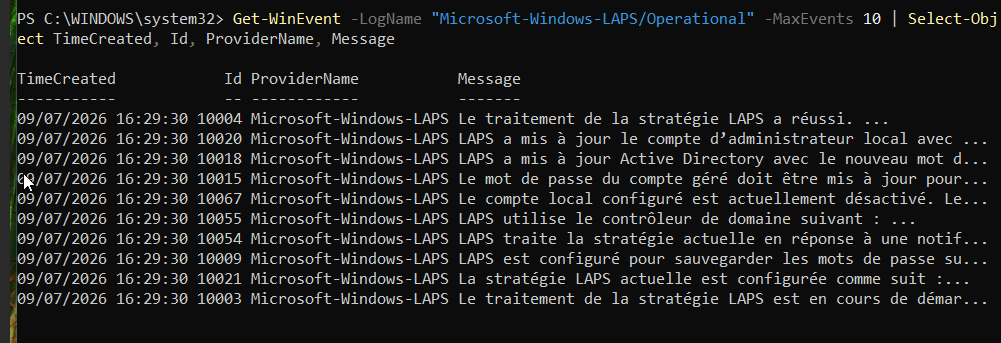 PS C:\WINDOWS\system32> Get-WinEvent -LogName "Microsoft-Windows-LAPS/Operational" -MaxEvents 10 | Select-Obj
ect TimeCreated, Id, ProviderName, Message
TimeCreated Id ProviderName Message
----------- -- ------------ -------
09/07/2026 16:29:30 10004 Microsoft-Windows-LAPS Le traitement de la stratégie LAPS a réussi. ...
09/07/2026 16:29:30 10020 Microsoft-Windows-LAPS LAPS a mis à jour le compte d’administrateur local avec ...
09/07/2026 16:29:30 10018 Microsoft-Windows-LAPS LAPS a mis à jour Active Directory avec le nouveau mot d...
09/07/2026 16:29:30 10015 Microsoft-Windows-LAPS Le mot de passe du compte géré doit être mis à jour pour...
09/07/2026 16:29:30 10067 Microsoft-Windows-LAPS Le compte local configuré est actuellement désactivé. Le...
09/07/2026 16:29:30 10055 Microsoft-Windows-LAPS LAPS utilise le contrôleur de domaine suivant : ...
09/07/2026 16:29:30 10054 Microsoft-Windows-LAPS LAPS traite la stratégie actuelle en réponse à une notif...
09/07/2026 16:29:30 10009 Microsoft-Windows-LAPS LAPS est configuré pour sauvegarder les mots de passe su...
09/07/2026 16:29:30 10021 Microsoft-Windows-LAPS La stratégie LAPS actuelle est configurée comme suit :...
09/07/2026 16:29:30 10003 Microsoft-Windows-LAPS Le traitement de la stratégie LAPS est en cours de démar...